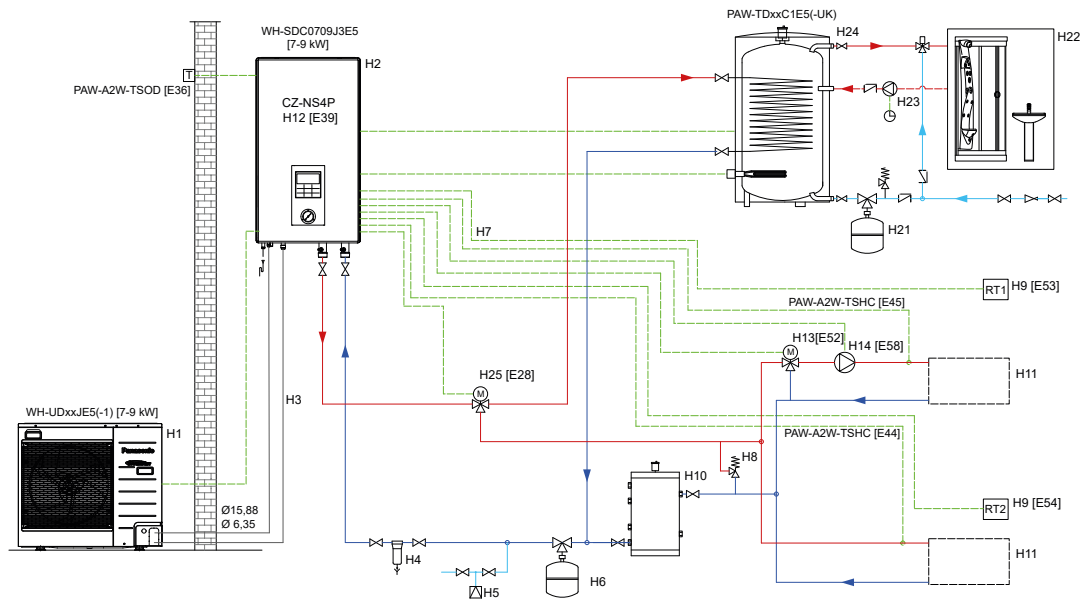 WH-SDC0709J3E5
[7-9 kW]
H2
T
PAW-A2W-TSOD [E36]
CZ-NS4P
H12 [E39]
PAW-TDxxC1E5(-UK)
H24
H22
H23
H21
H7
RT1
H9 [E53]
PAW-A2W-TSHC [E45]
H13[E52]
M
H14 [E58]
H11
H25 [E28]
M
H3
WH-UDxxJE5(-1) [7-9 kW]
H1
Panasonic
PAW-A2W-TSHC [E44]
H8
H10
RT2
H9 [E54]
Ø15,88
Ø 6,35
H4
H5
H6
H11